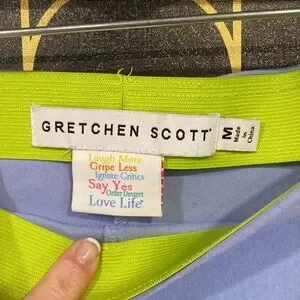 GRETCHEN SCOTT
M
Made in China
Laugh More
Gripe Less
Ignore Critics
Say Yes
Order Dessert
Love Life